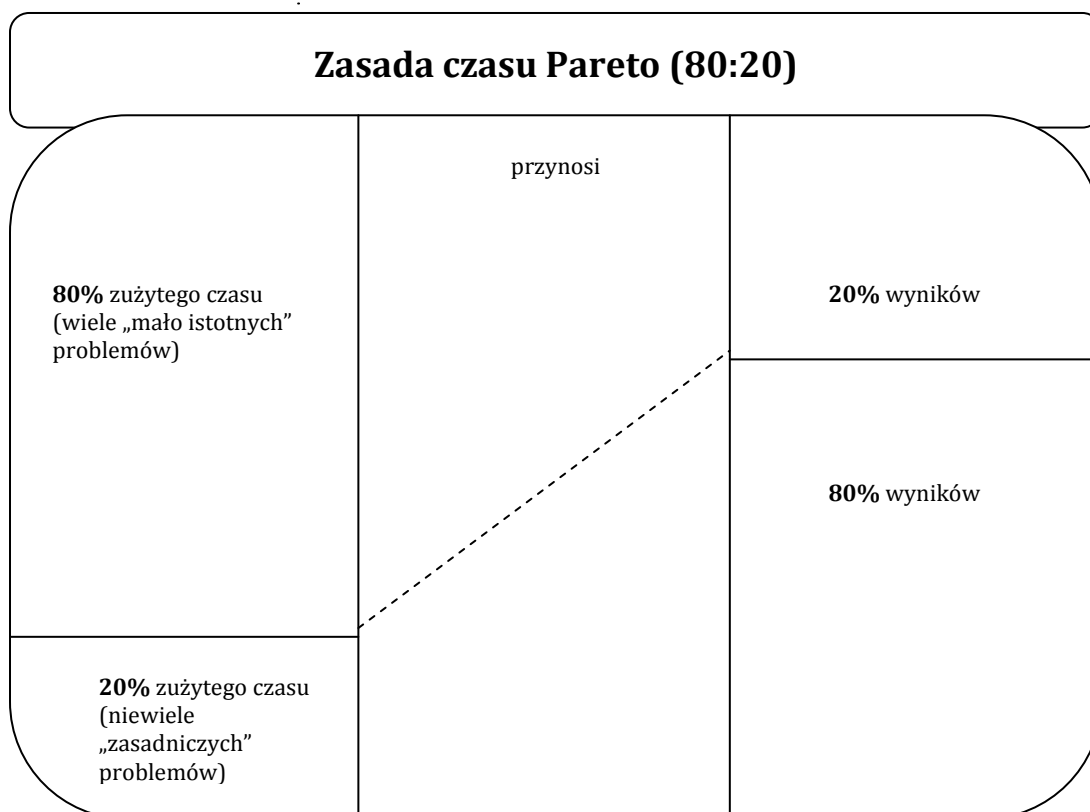 Zasada czasu Pareto (80:20)
przynosi
80% zużytego czasu
(wiele „mało istotnych”
problemów)
20% wyników
80% wyników
20% zużytego czasu
(niewiele
„zasadniczych”
problemów)